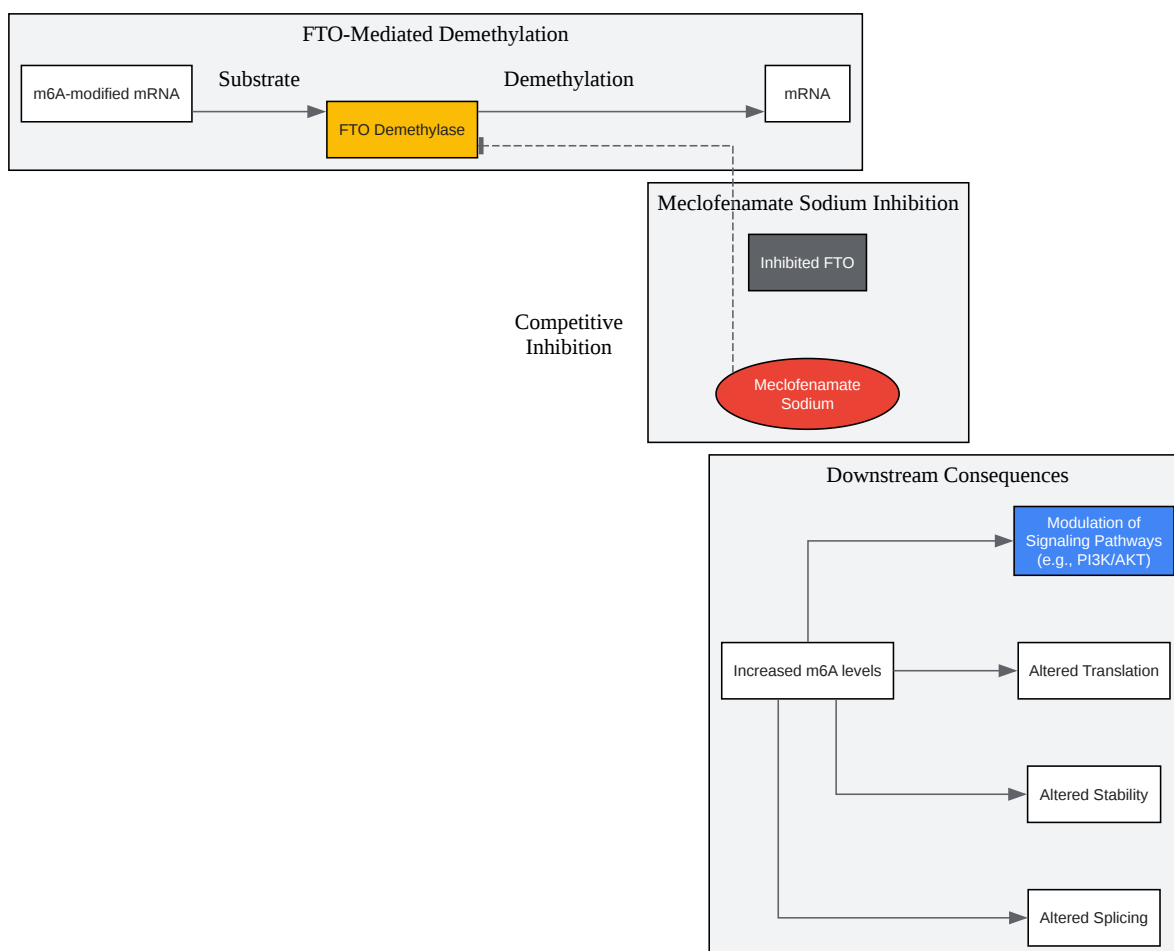 FTO-Mediated Demethylation
m6A-modified mRNA
Substrate
FTO Demethylase
Demethylation
mRNA
Meclofenamate Sodium Inhibition
Inhibited FTO
Competitive
Inhibition
Meclofenamate
Sodium
Downstream Consequences
Modulation of
Signaling Pathways
(e.g., PI3K/AKT)
Increased m6A levels
Altered Translation
Altered Stability
Altered Splicing